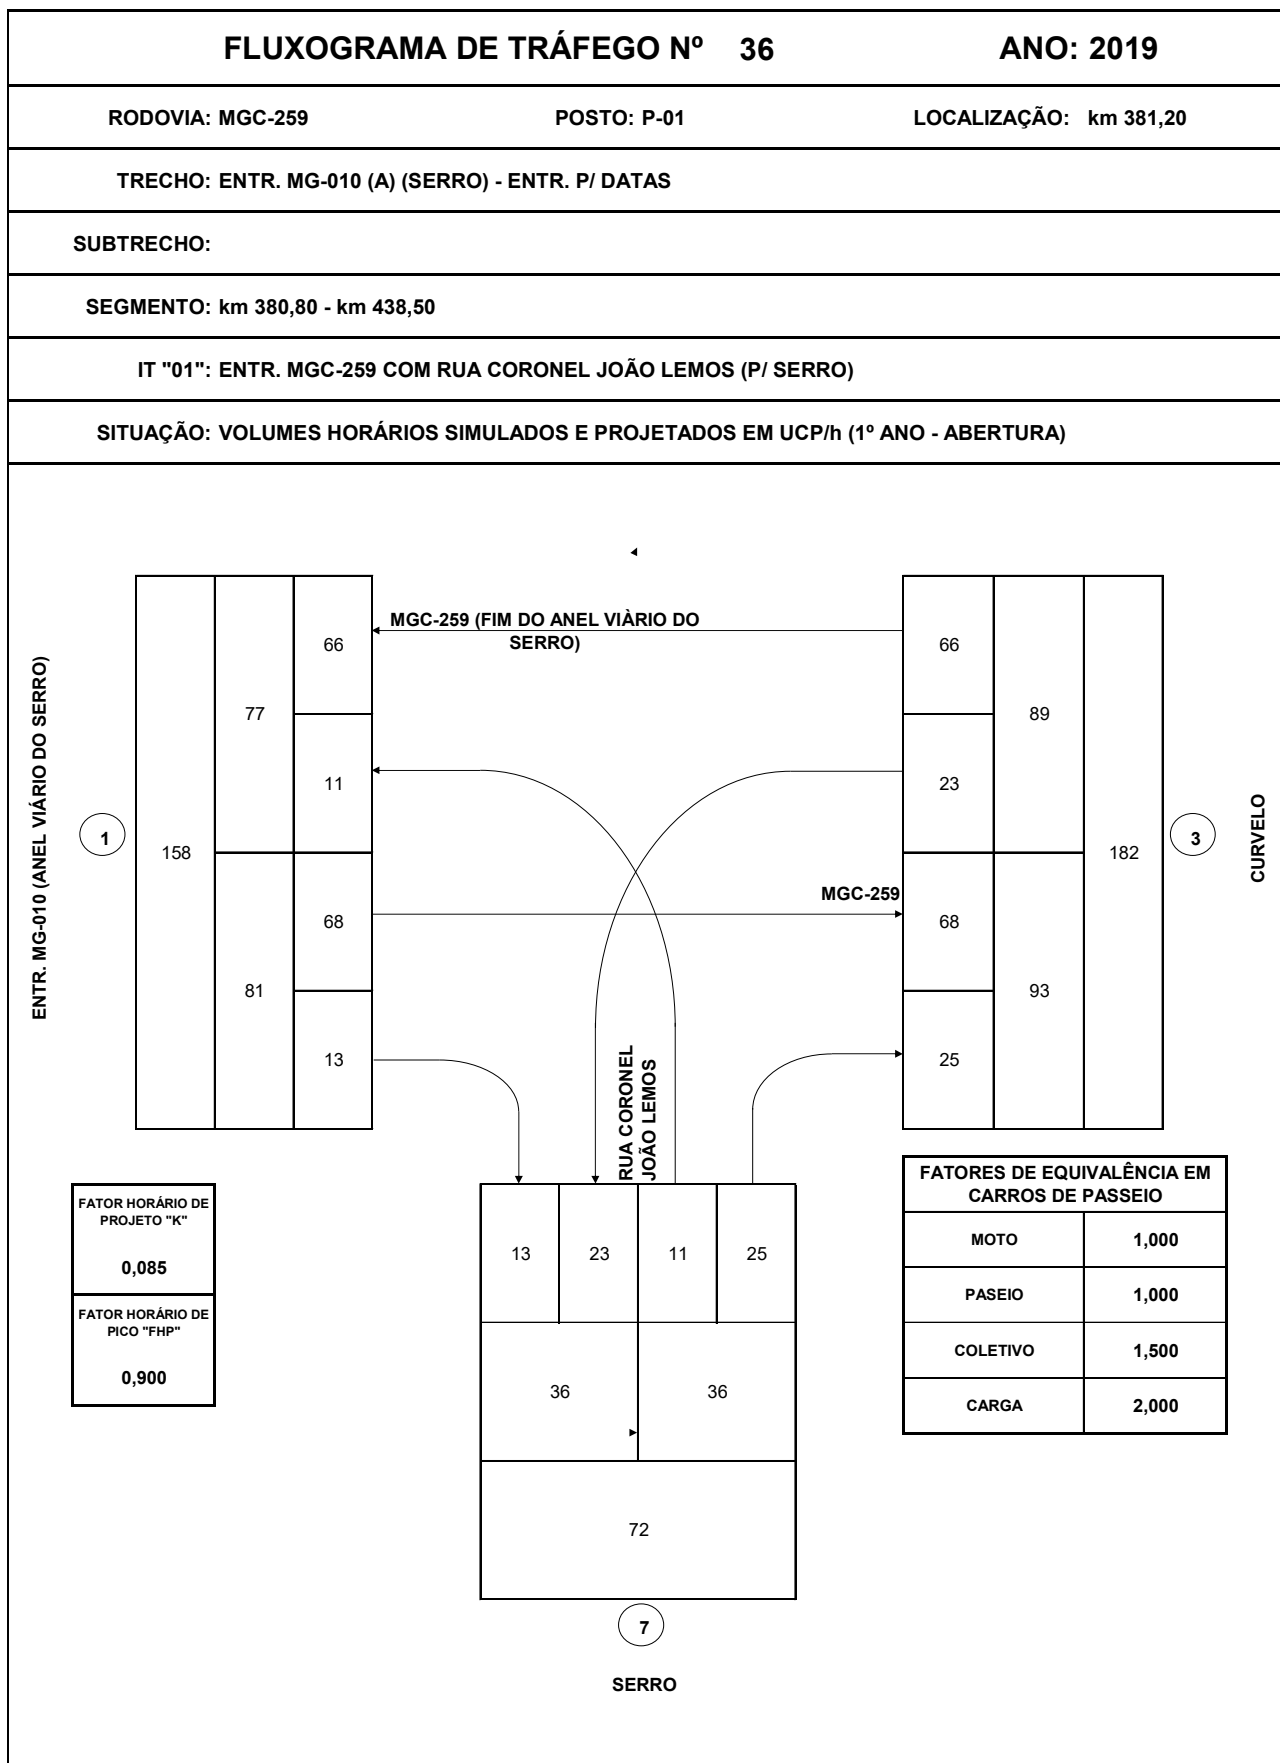 FLUXOGRAMA DE TRÁFEGO Nº 36 ANO: 2019
RODOVIA: MGC-259 POSTO: P-01 LOCALIZAÇÃO: km 381,20
TRECHO: ENTR. MG-010 (A) (SERRO) - ENTR. P/ DATAS
SUBTRECHO:
SEGMENTO: km 380,80 - km 438,50
IT "01": ENTR. MGC-259 COM RUA CORONEL JOÃO LEMOS (P/ SERRO)
SITUAÇÃO: VOLUMES HORÁRIOS SIMULADOS E PROJETADOS EM UCP/h (1º ANO - ABERTURA)
ENTR. MG-010 (ANEL VIÁRIO DO SERRO)
1
158
77
81
66
11
68
13
MGC-259 (FIM DO ANEL VIÀRIO DO
SERRO)
MGC-259
66
23
68
25
89
93
182
3
CURVELO
RUA CORONEL
JOÃO LEMOS
13 23 11 25
36 36
72
7
SERRO
FATOR HORÁRIO DE
PROJETO "K"
0,085
FATOR HORÁRIO DE
PICO "FHP"
0,900
FATORES DE EQUIVALÊNCIA EM
CARROS DE PASSEIO
MOTO 1,000
PASEIO 1,000
COLETIVO 1,500
CARGA 2,000